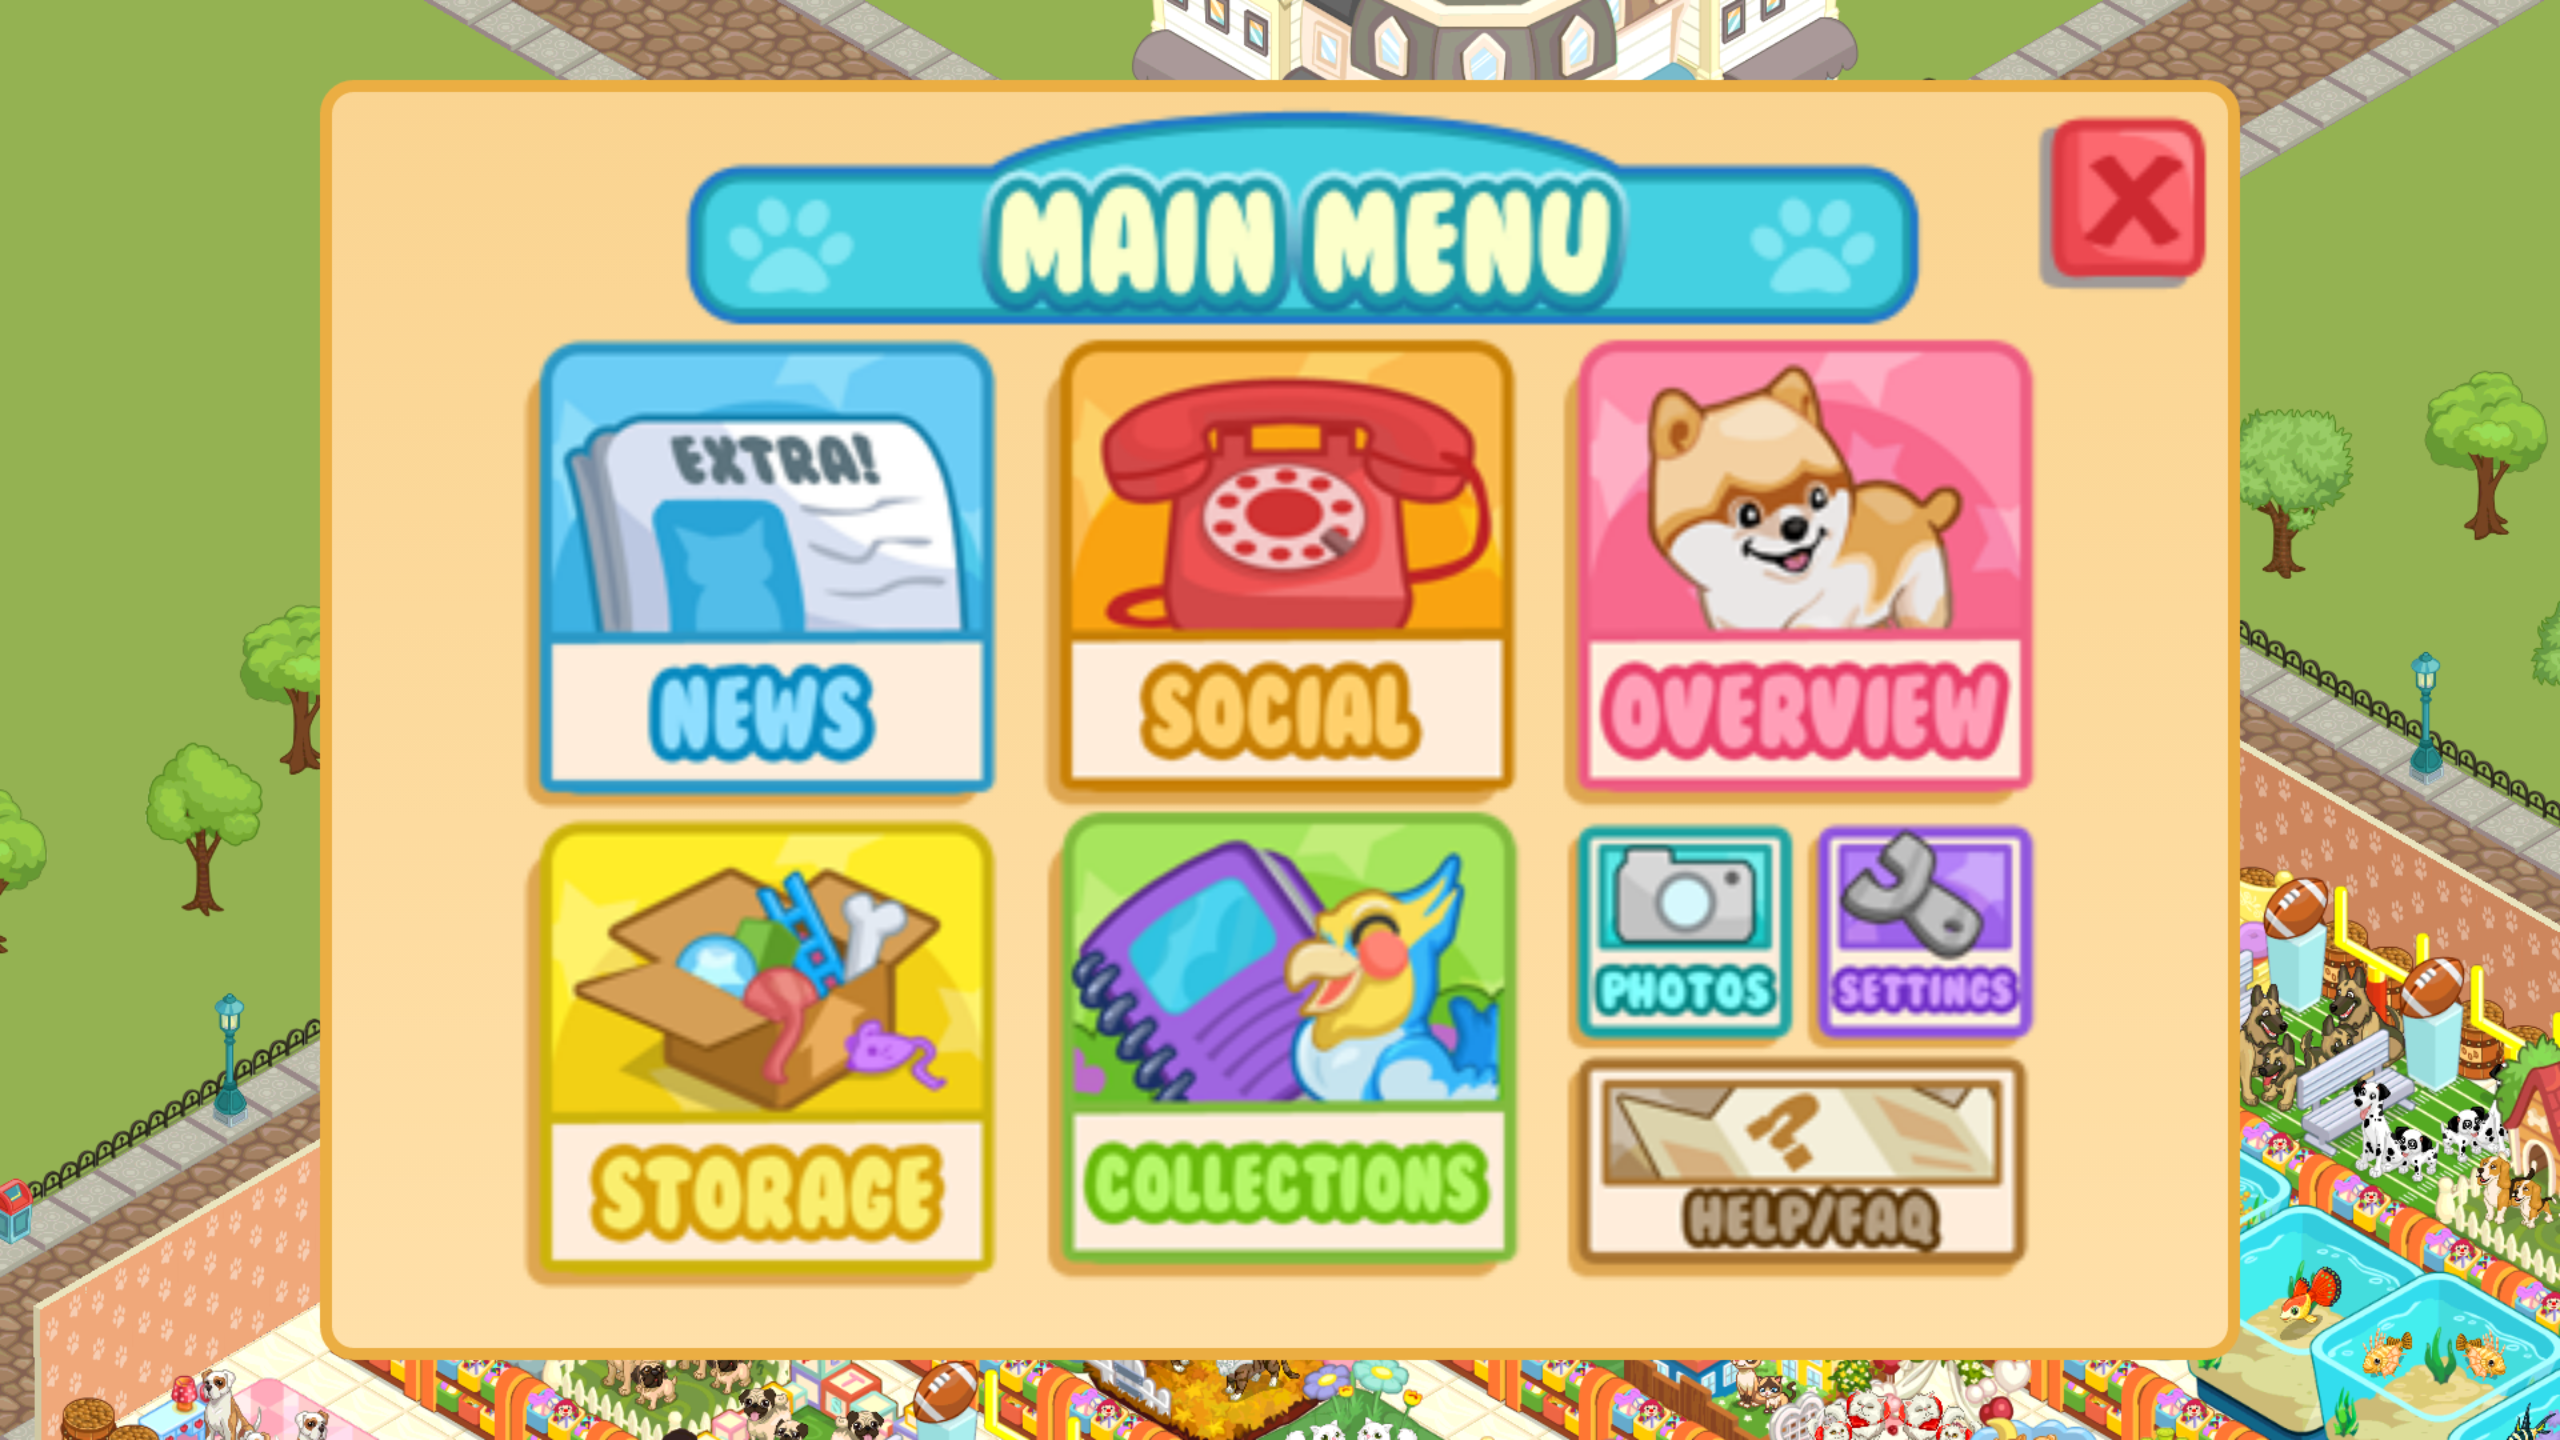 MAIN MENU
EXTRA!
NEWS
SOCIAL
OVERVIEW
STORAGE
COLLECTIONS
PHOTOS
SETTINGS
?
HELP/FAQ